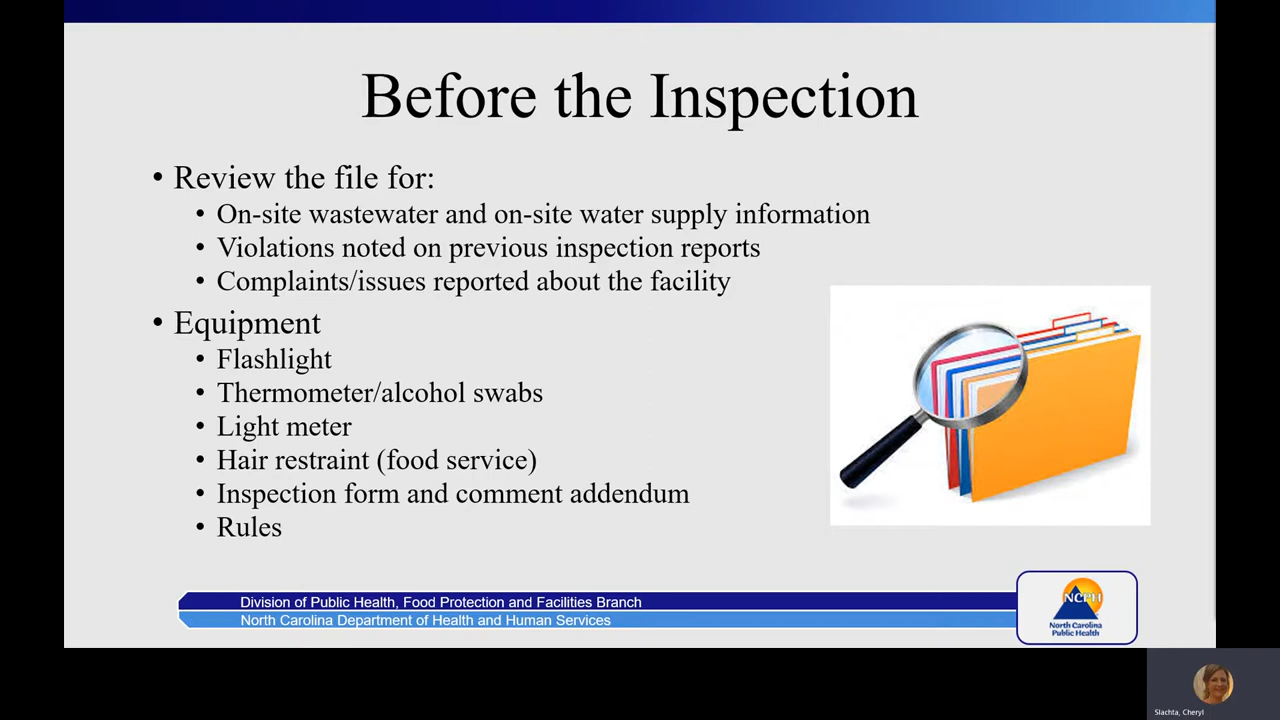 Before the Inspection
• Review the file for:
• On-site wastewater and on-site water supply information
• Violations noted on previous inspection reports
• Complaints/issues reported about the facility
• Equipment
• Flashlight
• Thermometer/alcohol swabs
• Light meter
• Hair restraint (food service)
• Inspection form and comment addendum
• Rules
Division of Public Health, Food Protection and Facilities Branch
North Carolina Department of Health and Human Services
NCPH
North Carolina
Public Health
Slachta, Cheryl